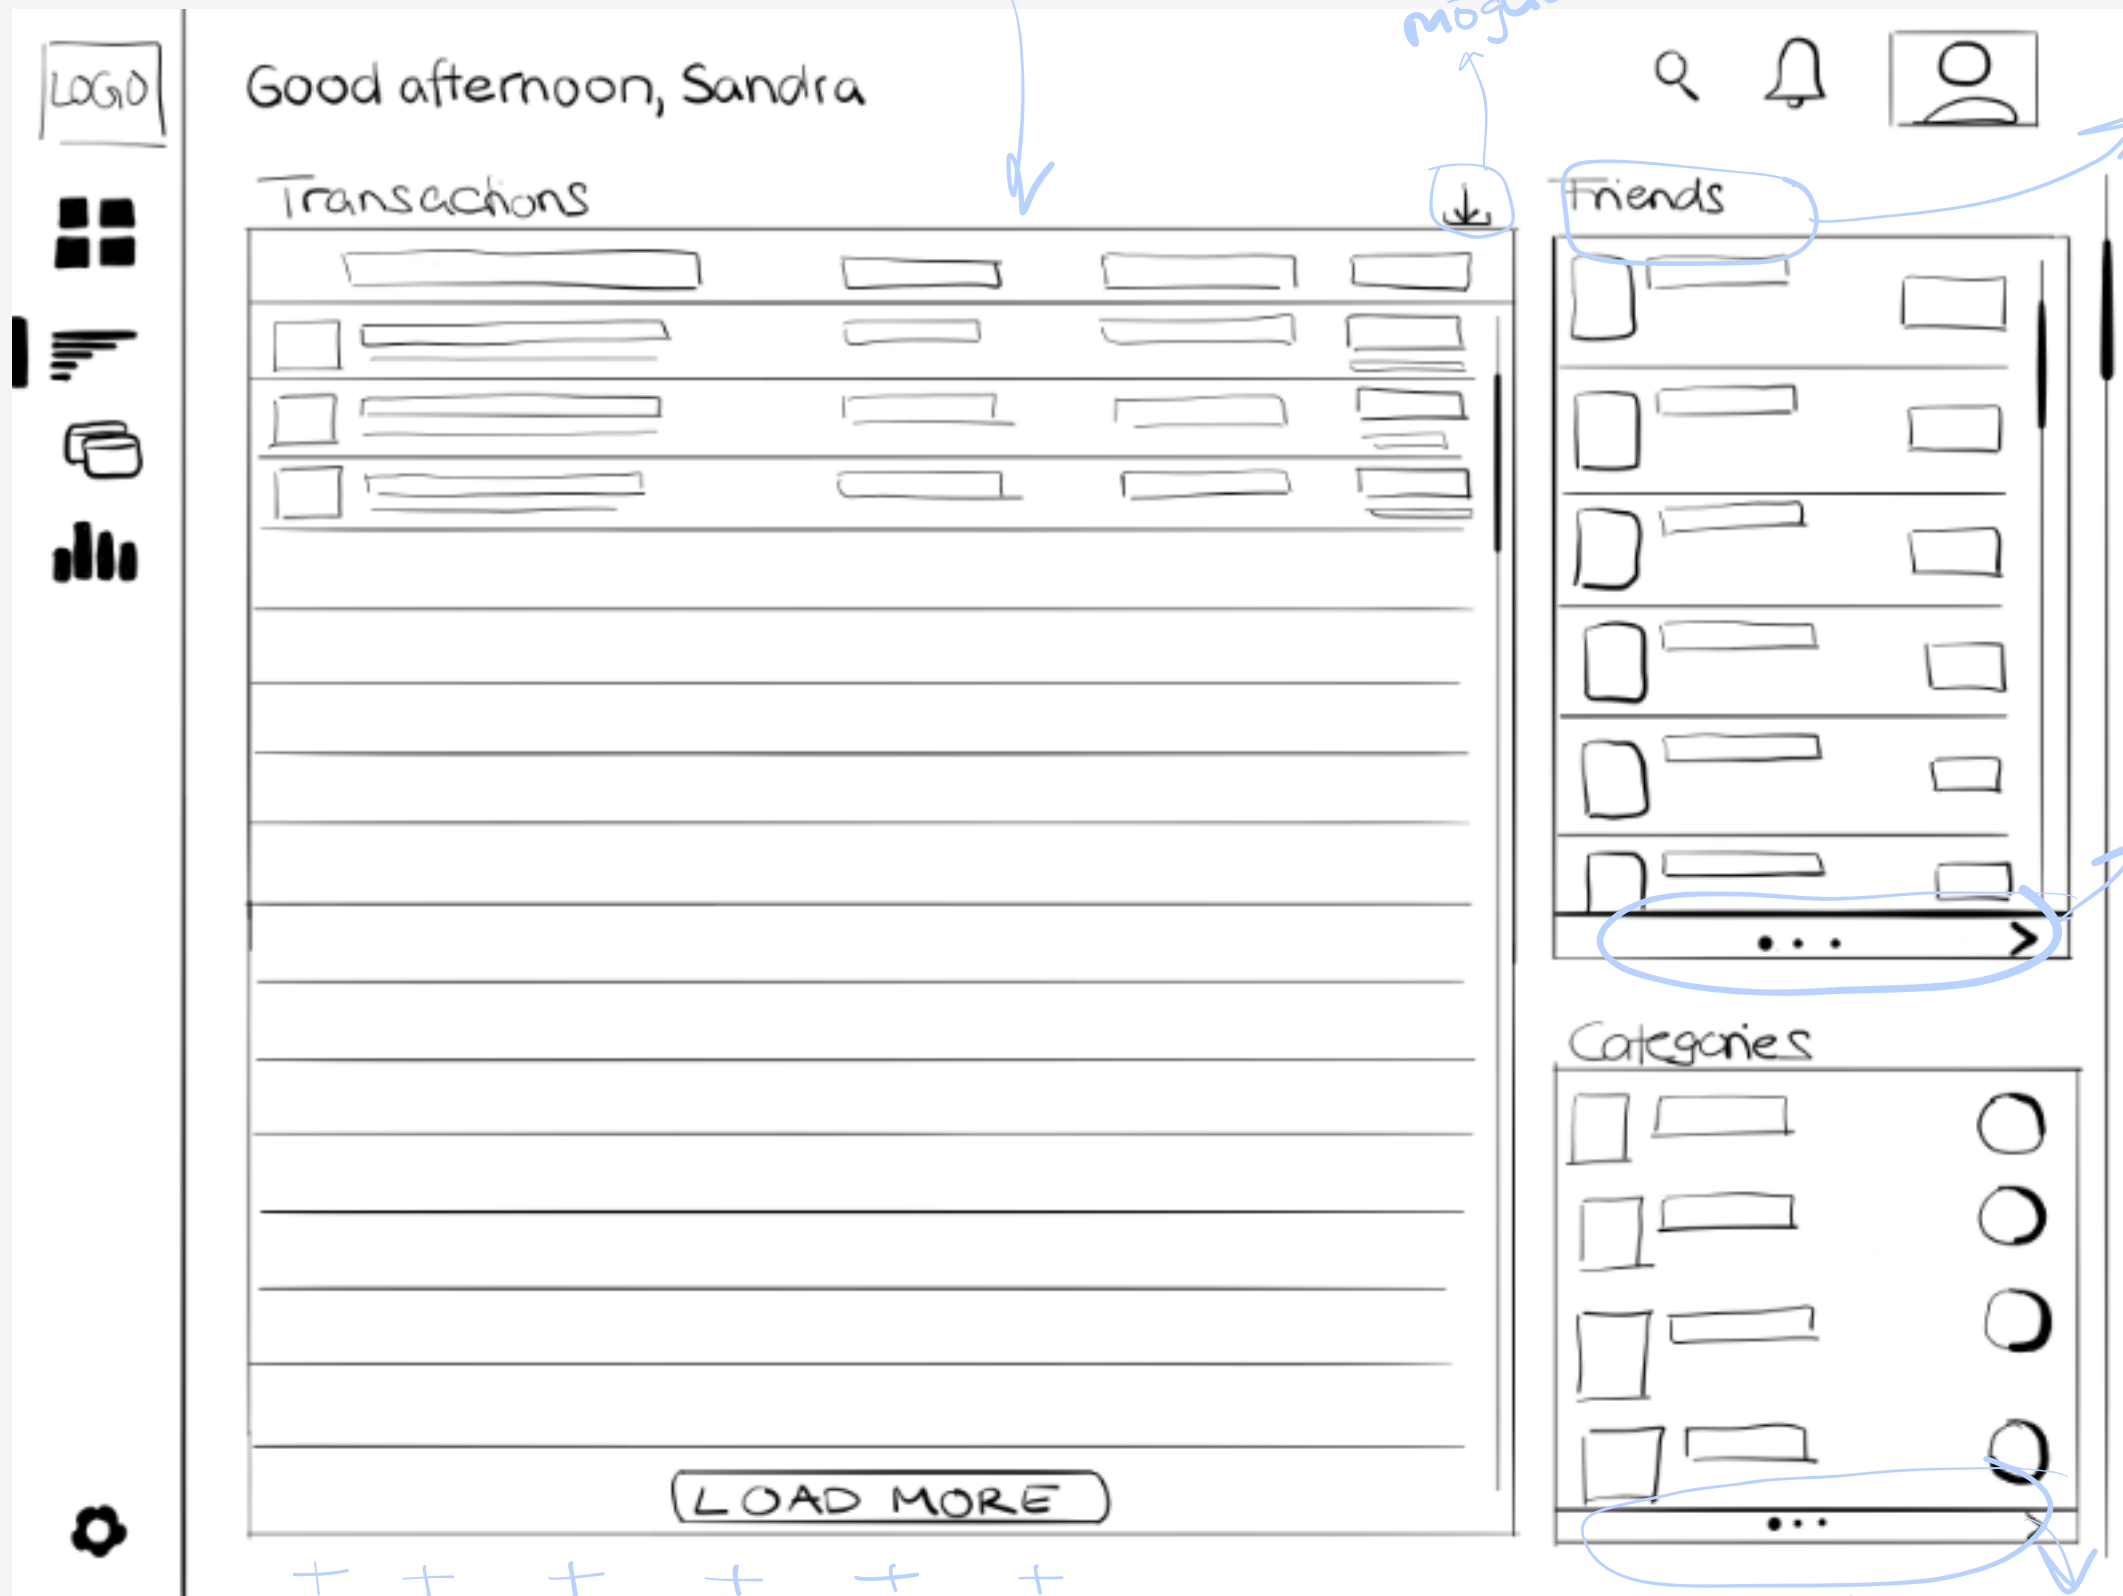 LOGO
Good afternoon, Sandra
Transactions
Friends
Categories
LOAD MORE